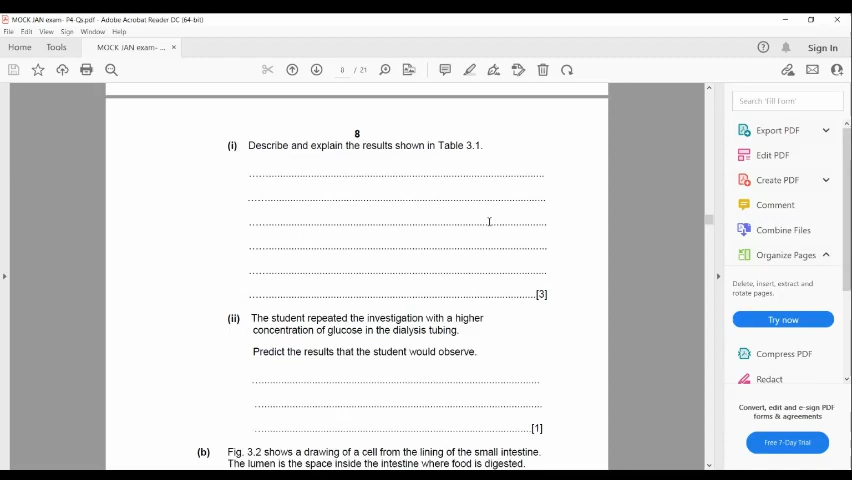 MOCK JAN exam- P4-Qs.pdf - Adobe Acrobat Reader DC (64-bit)
File Edit View Sign Window Help
Home Tools MOCK JAN exam- ... × Sign In
8 / 21
8
(i) Describe and explain the results shown in Table 3.1.
[3]
(ii) The student repeated the investigation with a higher
concentration of glucose in the dialysis tubing.
Predict the results that the student would observe.
[1]
(b) Fig. 3.2 shows a drawing of a cell from the lining of the small intestine.
The lumen is the space inside the intestine where food is digested.
Search 'Fill Form'
Export PDF
Edit PDF
Create PDF
Comment
Combine Files
Organize Pages
Delete, insert, extract and
rotate pages.
Try now
Compress PDF
Redact
Convert, edit and e-sign PDF
forms & agreements
Free 7-Day Trial